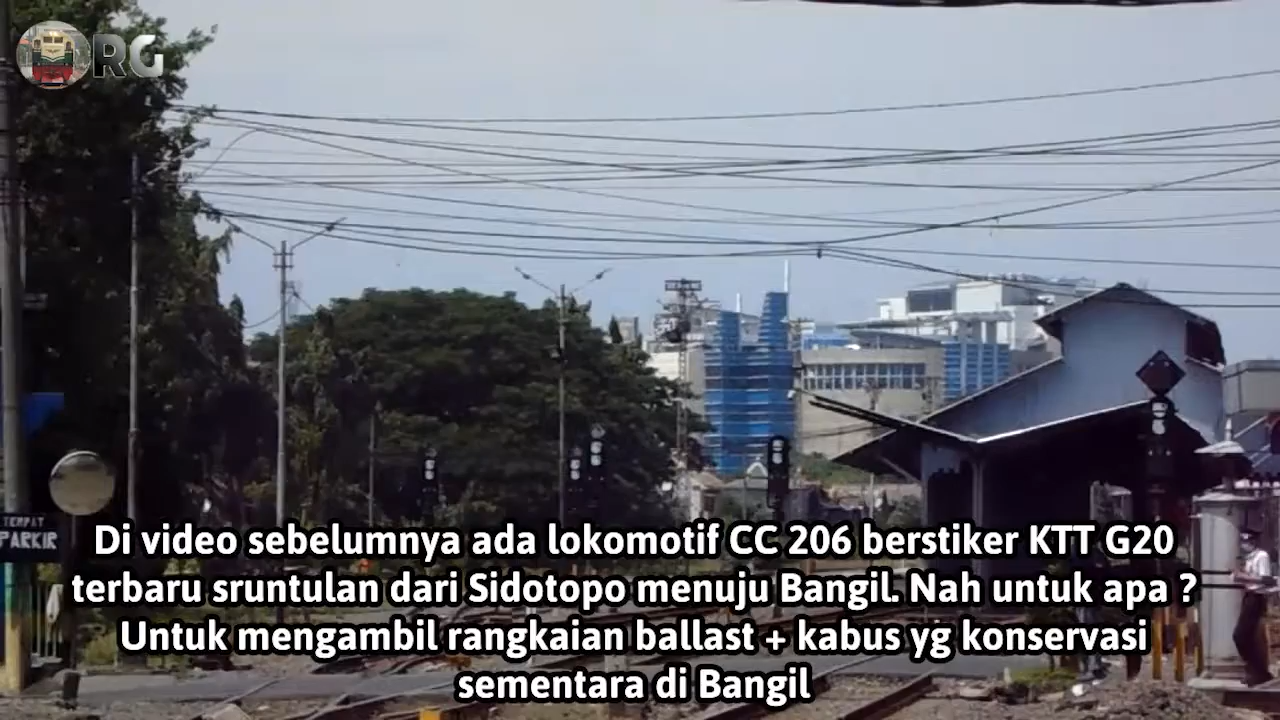 RG
TEMPAT
PARKIR
Di video sebelumnya ada lokomotif CC 206 berstiker KTT G20
terbaru sruntulan dari Sidotopo menuju Bangil. Nah untuk apa ?
Untuk mengambil rangkaian ballast + kabus yg konservasi
sementara di Bangil